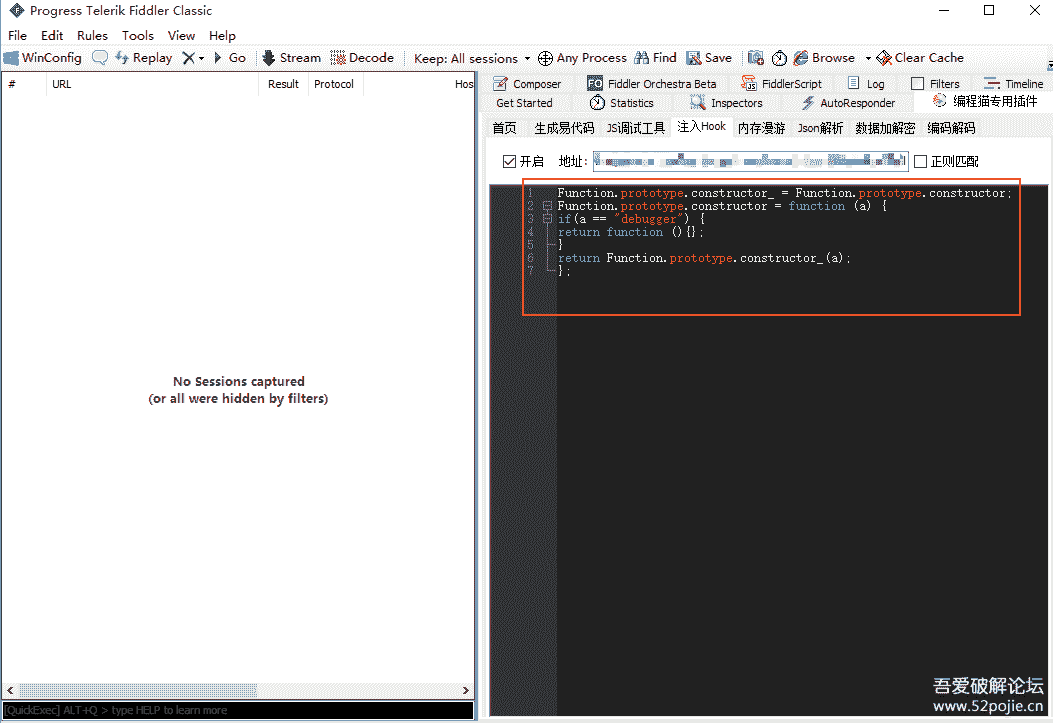 Progress Telerik Fiddler Classic
File Edit Rules Tools View Help
WinConfig Replay Go Stream Decode Keep: All sessions Any Process Find Save Browse Clear Cache
# URL Result Protocol Hos
Composer FO Fiddler Orchestra Beta FiddlerScript Log Filters Timeline
Get Started Statistics Inspectors AutoResponder 编程猫专用插件
首页 生成易代码 JS调试工具 注入Hook 内存漫游 Json解析 数据加解密 编码解码
开启 地址: 正则匹配
1 Function.prototype.constructor_ = Function.prototype.constructor;
2 Function.prototype.constructor = function (a) {
3 if(a == "debugger") {
4 return function (){};
5 }
6 return Function.prototype.constructor_(a);
7 };
No Sessions captured
(or all were hidden by filters)
[QuickExec] ALT+Q > type HELP to learn more
吾爱破解论坛
www.52pojie.cn